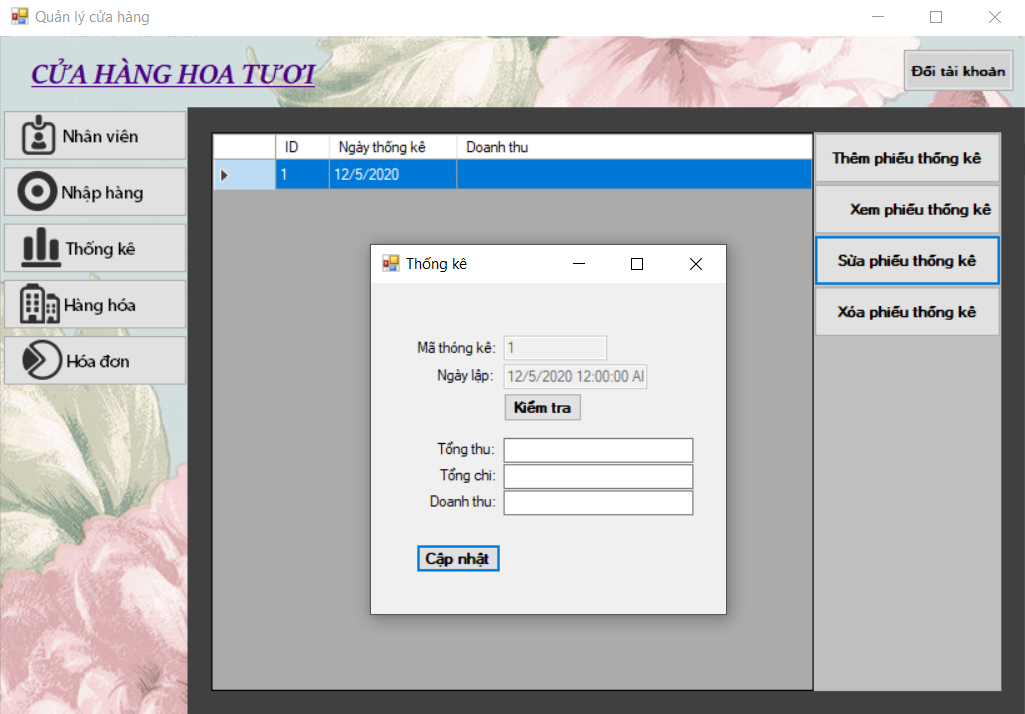 Quản lý cửa hàng
CỬA HÀNG HOA TƯƠI
Đổi tài khoản
Nhân viên
Nhập hàng
Thống kê
Hàng hóa
Hóa đơn
ID Ngày thống kê Doanh thu
1 12/5/2020
Thêm phiếu thống kê
Xem phiếu thống kê
Sửa phiếu thống kê
Xóa phiếu thống kê
Thống kê
Mã thóng kê: 1
Ngày lập: 12/5/2020 12:00:00 AI
Kiểm tra
Tổng thu:
Tổng chi:
Doanh thu:
Cập nhật